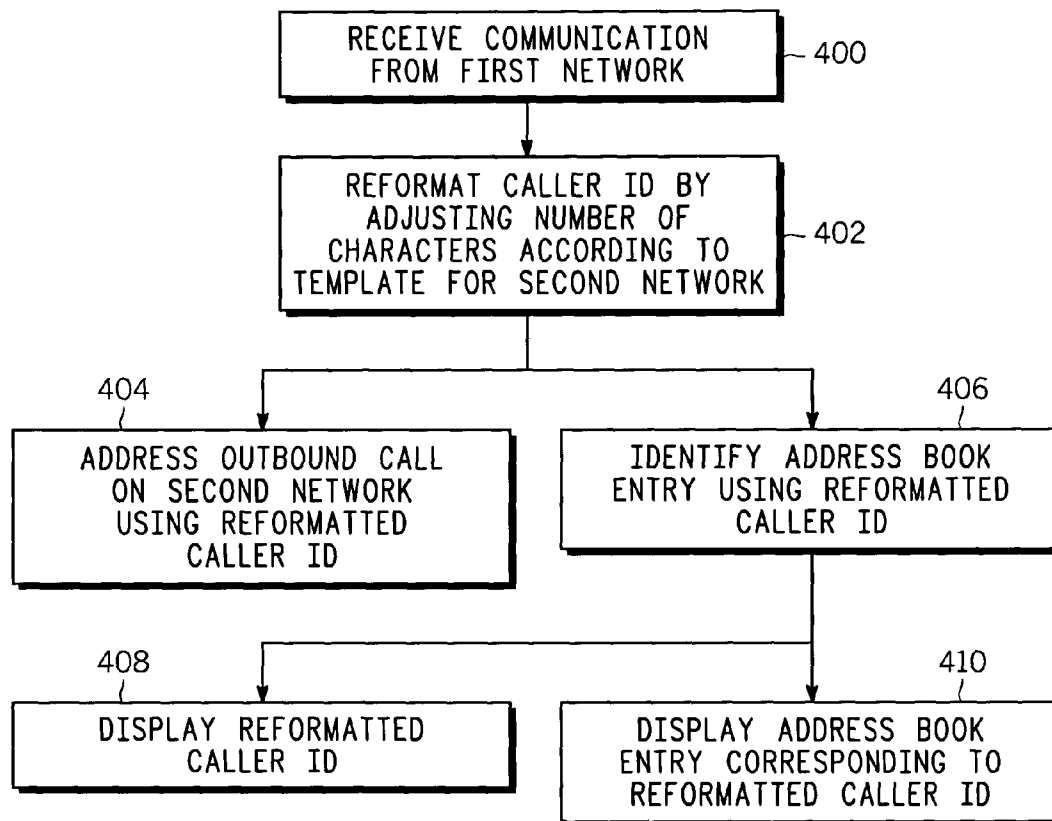 RECEIVE COMMUNICATION
FROM FIRST NETWORK
400
REFORMAT CALLER ID BY
ADJUSTING NUMBER OF
CHARACTERS ACCORDING TO
TEMPLATE FOR SECOND NETWORK
402
404
ADDRESS OUTBOUND CALL
ON SECOND NETWORK
USING REFORMATTED
CALLER ID
406
IDENTIFY ADDRESS BOOK
ENTRY USING REFORMATTED
CALLER ID
408
DISPLAY REFORMATTED
CALLER ID
410
DISPLAY ADDRESS BOOK
ENTRY CORRESPONDING TO
REFORMATTED CALLER ID